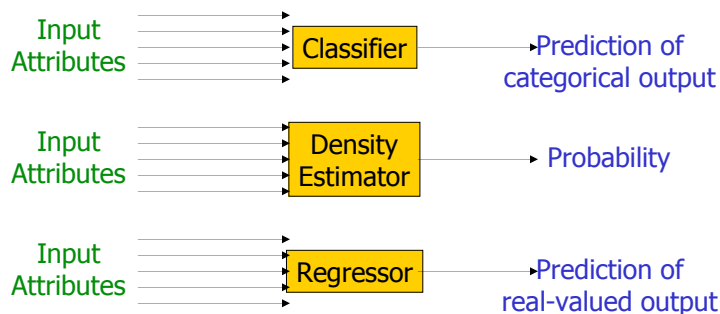 Input
Attributes
Classifier
Prediction of
categorical output
Input
Attributes
Density
Estimator
Probability
Input
Attributes
Regressor
Prediction of
real-valued output